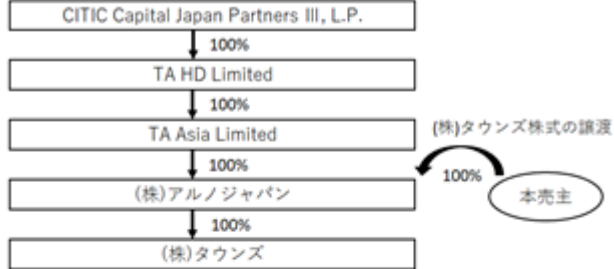 CITIC Capital Japan Partners III, L.P.
100%
TA HD Limited
100%
TA Asia Limited
(株)タウンズ株式の譲渡
100%
100%
(株)アルノジャパン
本売主
100%
(株)タウンズ